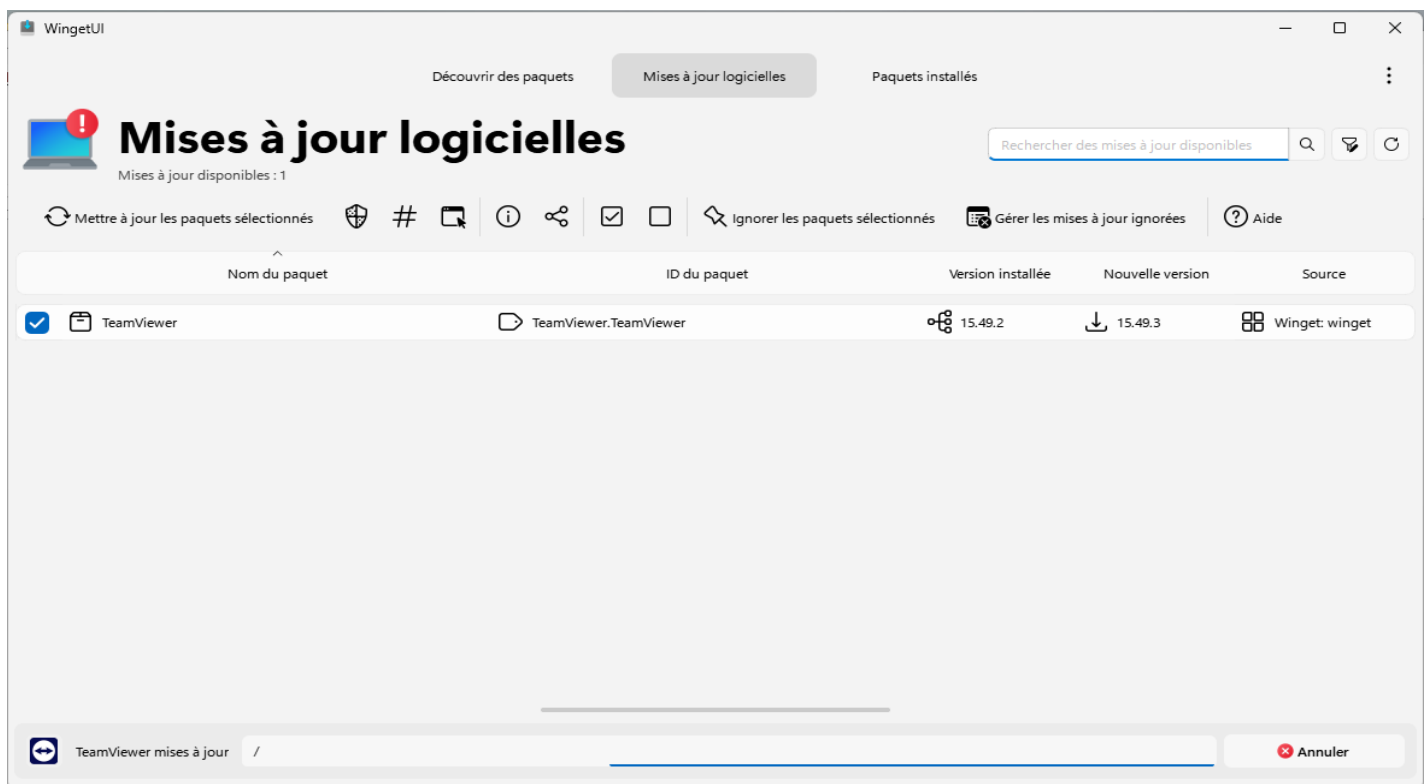 WingetUI
Découvrir des paquets Mises à jour logicielles Paquets installés
Mises à jour logicielles
Rechercher des mises à jour disponibles
Mises à jour disponibles : 1
Mettre à jour les paquets sélectionnés Ignorer les paquets sélectionnés Gérer les mises à jour ignorées Aide
Nom du paquet ID du paquet Version installée Nouvelle version Source
TeamViewer TeamViewer.TeamViewer 15.49.2 15.49.3 Winget: winget
TeamViewer mises à jour / Annuler